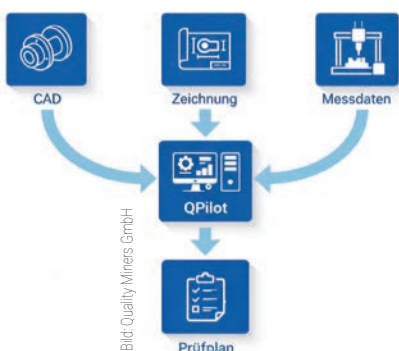 CAD
Zeichnung
Messdaten
QPilot
Prüfplan
Bild: Quality Miners GmbH